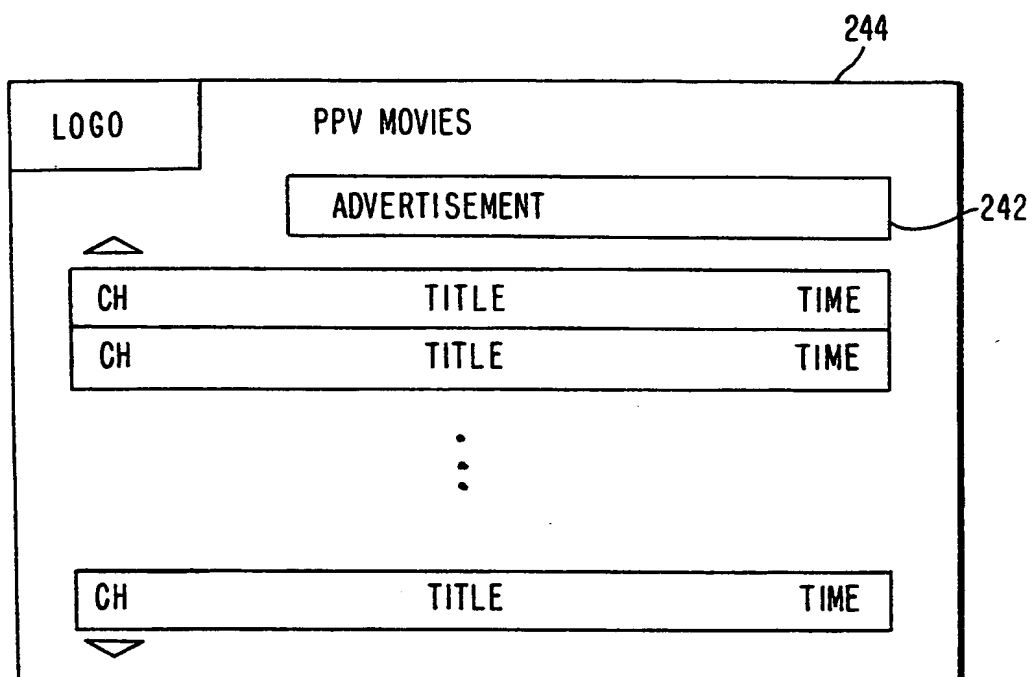 244
LOGO PPV MOVIES
ADVERTISEMENT
242
CH TITLE TIME
CH TITLE TIME
CH TITLE TIME